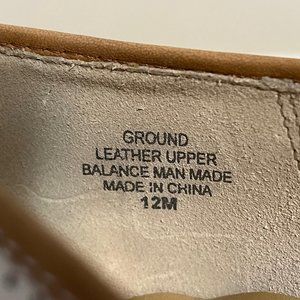 GROUND
LEATHER UPPER
BALANCE MAN MADE
MADE IN CHINA
12M